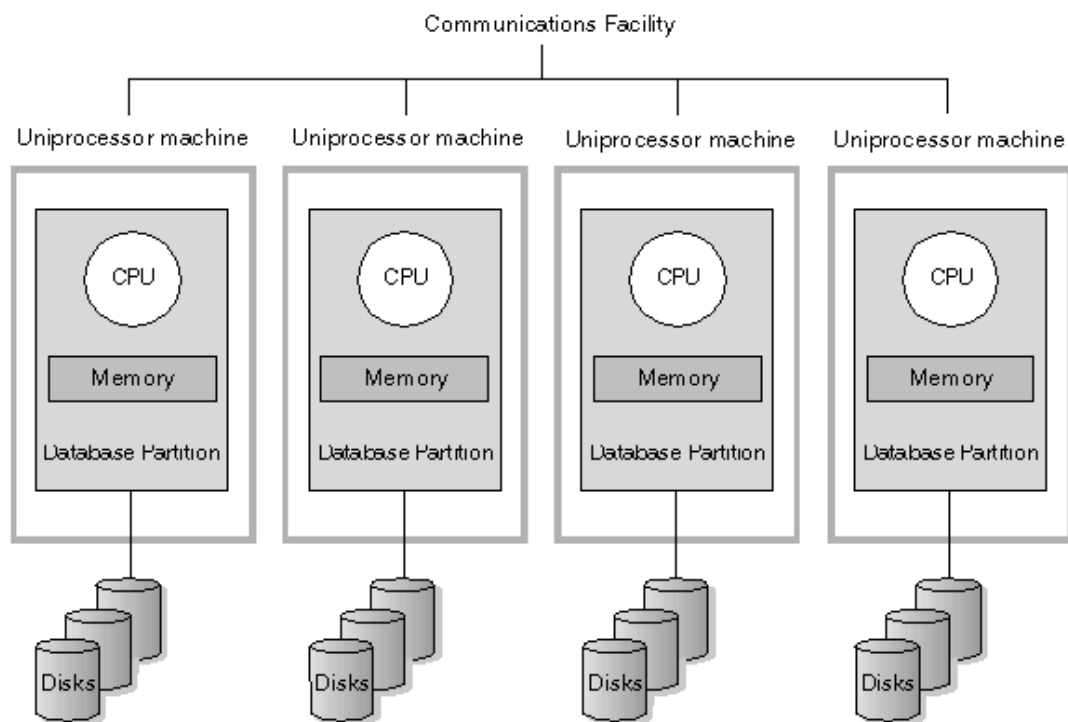 Communications Facility
Uniprocessor machine
Uniprocessor machine
Uniprocessor machine
Uniprocessor machine
CPU
CPU
CPU
CPU
Memory
Memory
Memory
Memory
Database Partition
Database Partition
Database Partition
Database Partition
Disks
Disks
Disks
Disks